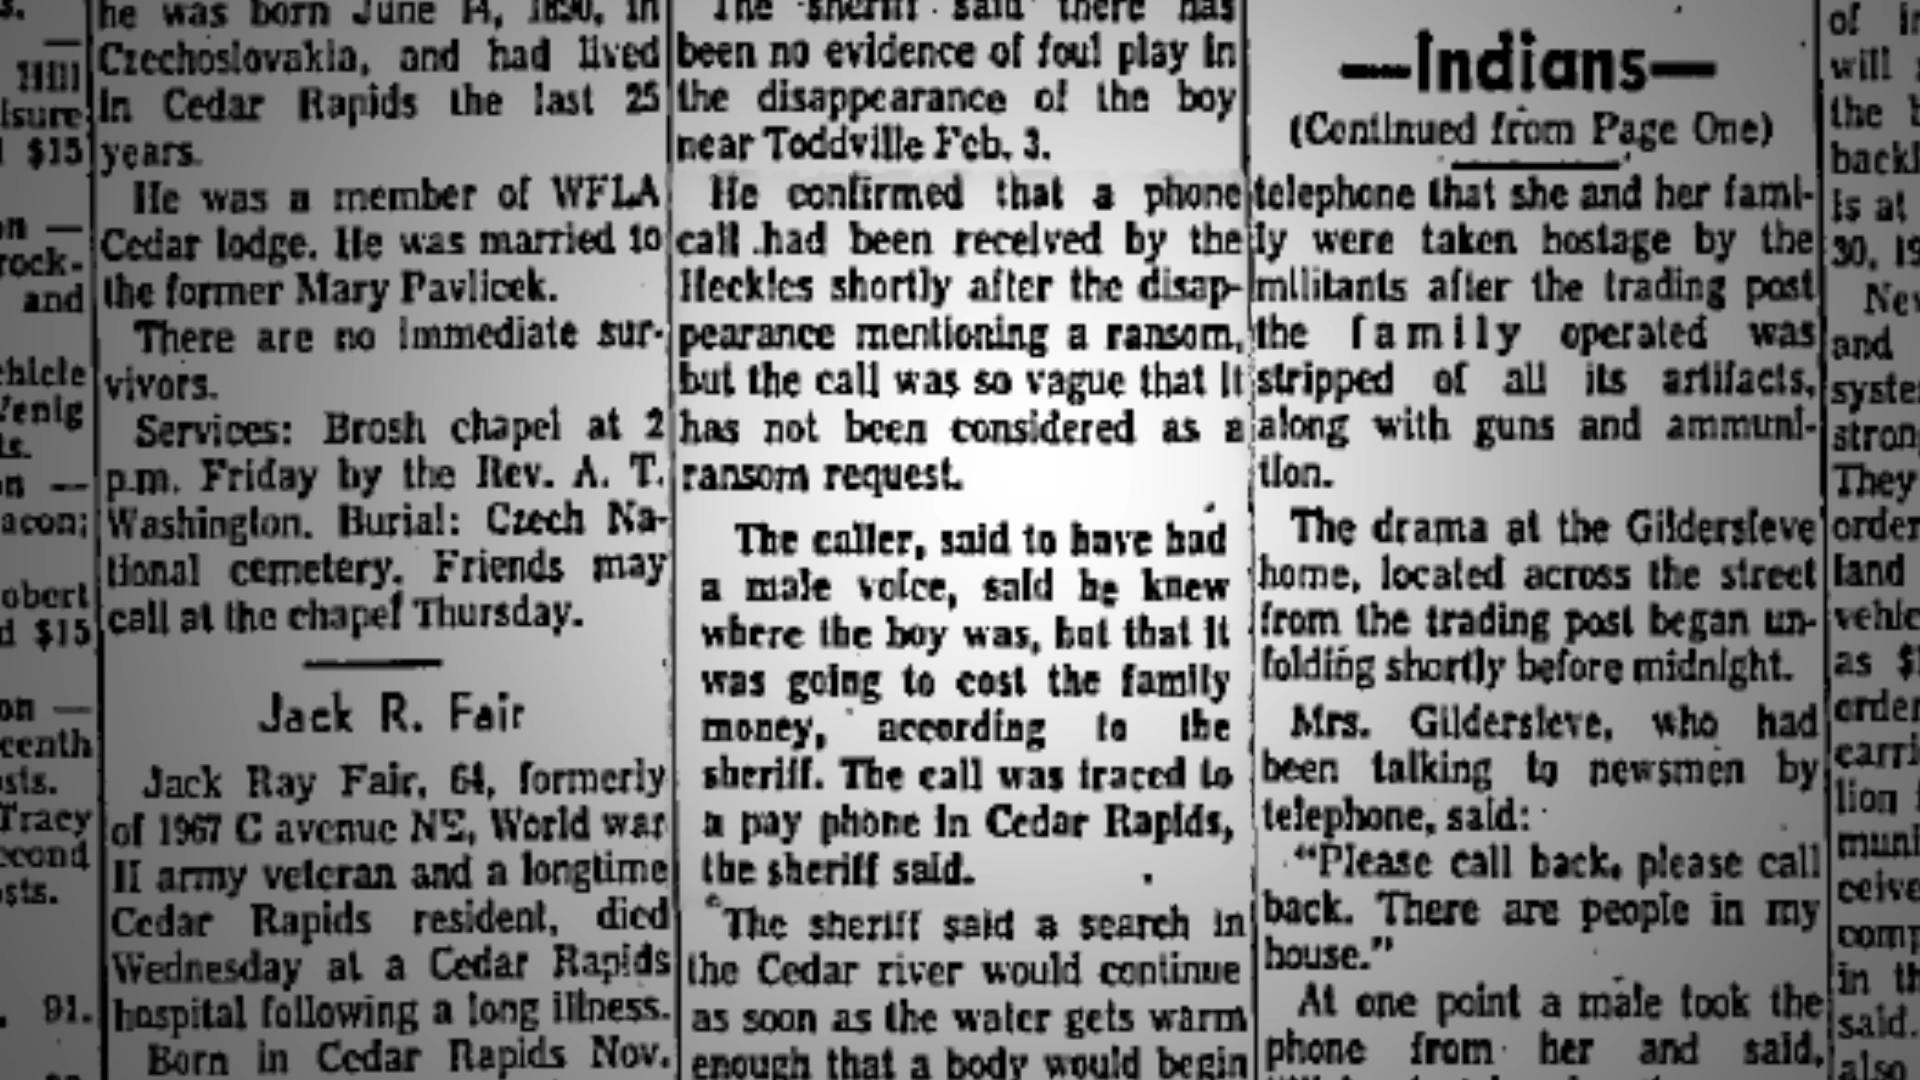 he was born June 14, 1890, in
Czechoslovakia, and had lived
in Cedar Rapids the last 25
years.
He was a member of WFLA
Cedar lodge. He was married to
the former Mary Pavlicek.
There are no immediate sur-
vivors.
Services: Brosh chapel at 2
p.m. Friday by the Rev. A. T.
Washington. Burial: Czech Na-
tional cemetery. Friends may
call at the chapel Thursday.
Jack R. Fair
Jack Ray Fair, 64, formerly
of 1967 C avenue NE, World war
II army veteran and a longtime
Cedar Rapids resident, died
Wednesday at a Cedar Rapids
hospital following a long illness.
Born in Cedar Rapids Nov.
The sheriff said there has
been no evidence of foul play in
the disappearance of the boy
near Toddville Feb. 3.
He confirmed that a phone
call had been received by the
Heckles shortly after the disap-
pearance mentioning a ransom,
but the call was so vague that it
has not been considered as a
ransom request.
The caller, said to have had
a male voice, said he knew
where the boy was, but that it
was going to cost the family
money, according to the
sheriff. The call was traced to
a pay phone in Cedar Rapids,
the sheriff said.
The sheriff said a search in
the Cedar river would continue
as soon as the water gets warm
enough that a body would begin
—Indians—
(Continued from Page One)
telephone that she and her fami-
ly were taken hostage by the
militants after the trading post
the family operated was
stripped of all its artifacts,
along with guns and ammuni-
tion.
The drama at the Gildersleve
home, located across the street
from the trading post began un-
folding shortly before midnight.
Mrs. Gildersleve, who had
been talking to newsmen by
telephone, said:
"Please call back, please call
back. There are people in my
house."
At one point a male took the
phone from her and said,